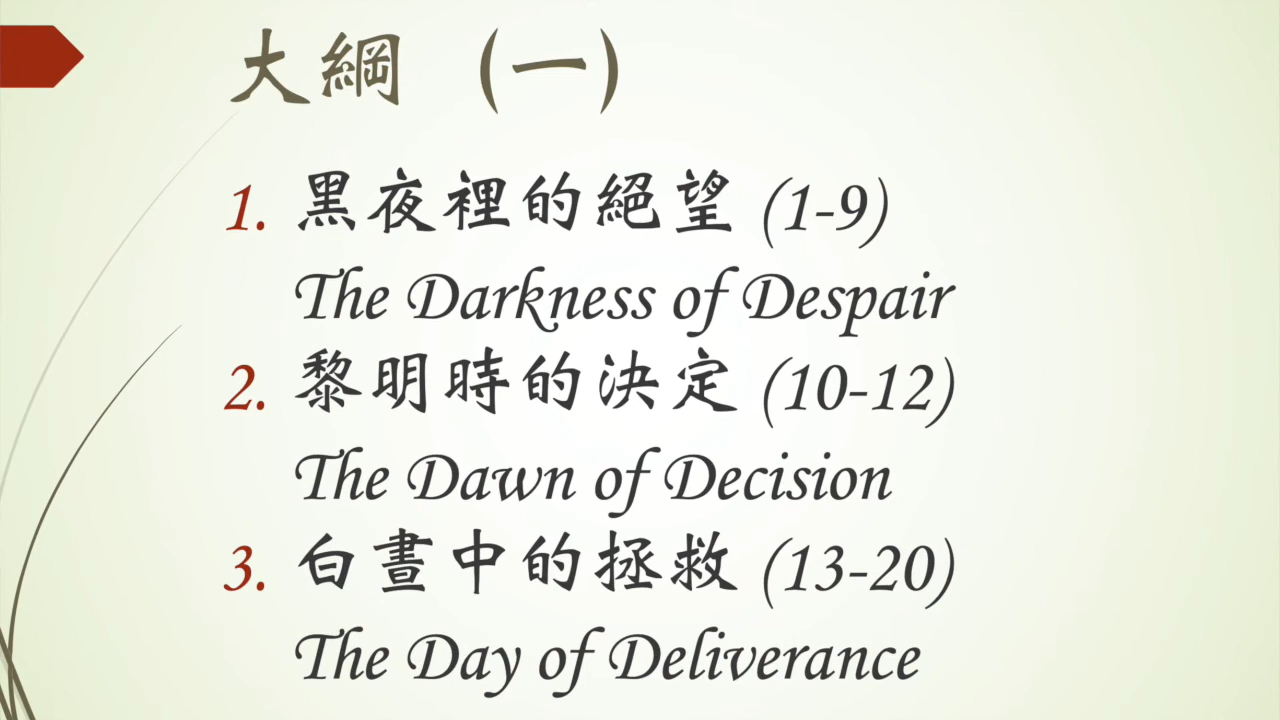 大綱 (一)
1. 黑夜裡的絕望 (1-9)
The Darkness of Despair
2. 黎明時的決定 (10-12)
The Dawn of Decision
3. 白晝中的拯救 (13-20)
The Day of Deliverance